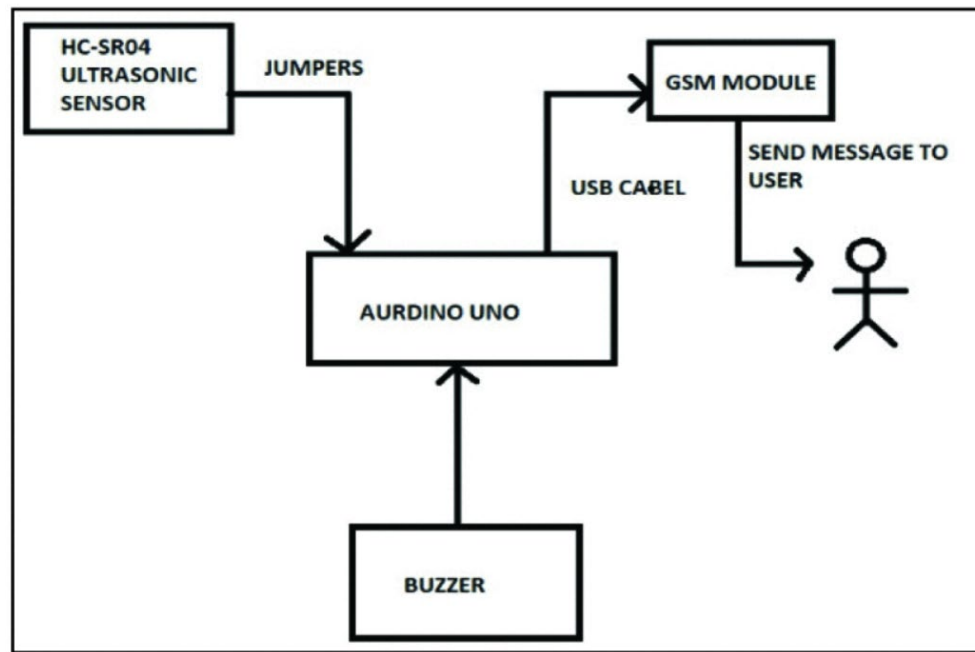 HC-SR04
ULTRASONIC
SENSOR
JUMPERS
GSM MODULE
SEND MESSAGE TO
USER
USB CABEL
AURDINO UNO
BUZZER